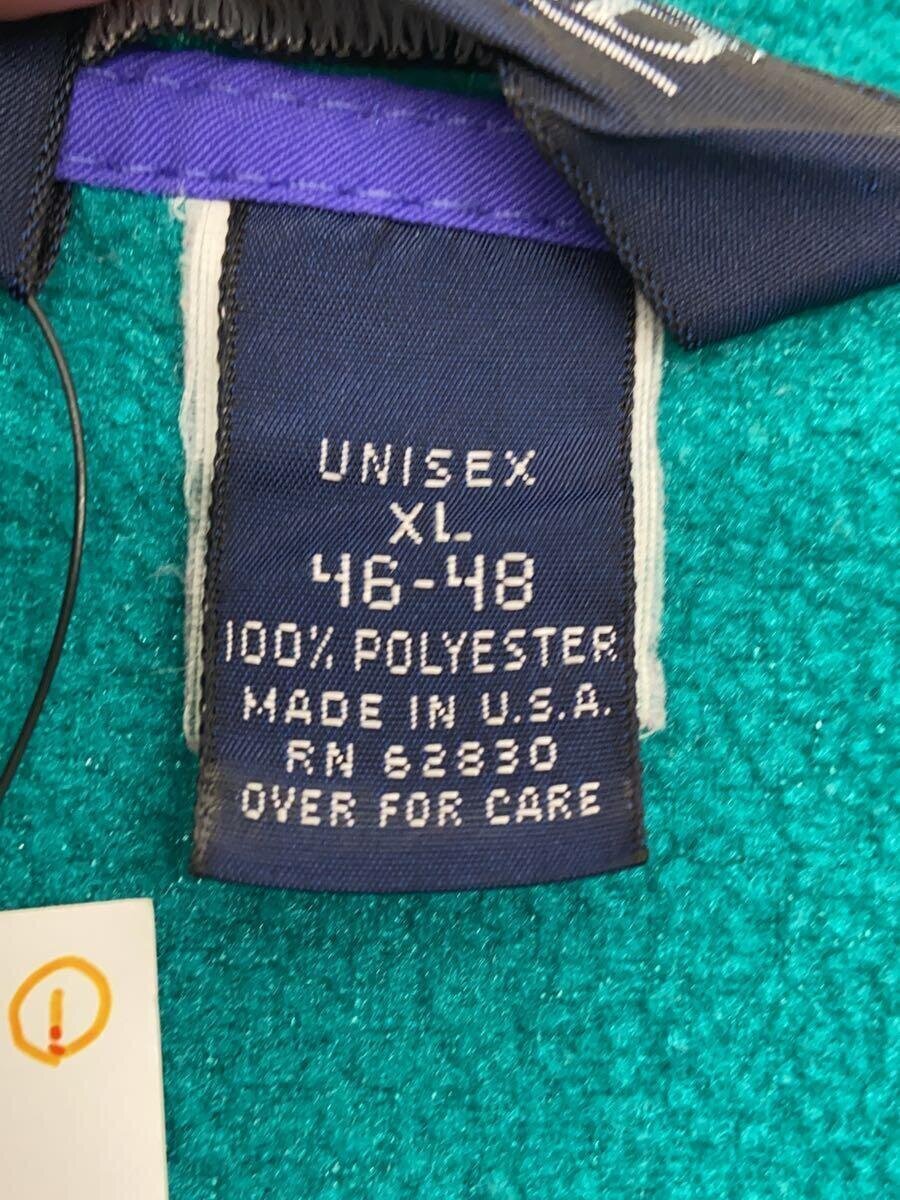 UNISEX
XL
46-48
100% POLYESTER
MADE IN U.S.A.
RN 62830
OVER FOR CARE
!